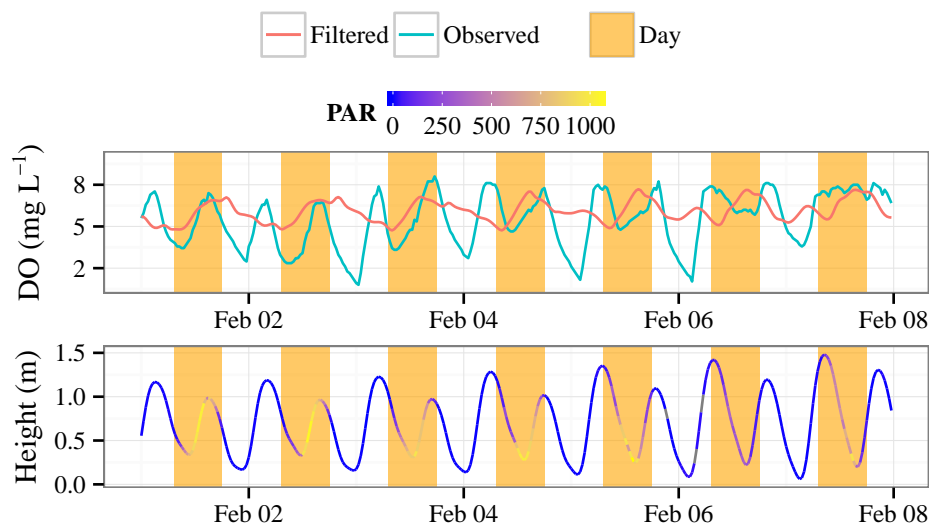 Filtered Observed Day
PAR
0 250 500 750 1000
DO (mg L⁻¹)
8
5
2
Feb 02 Feb 04 Feb 06 Feb 08
Height (m)
1.5
1.0
0.5
0.0
Feb 02 Feb 04 Feb 06 Feb 08